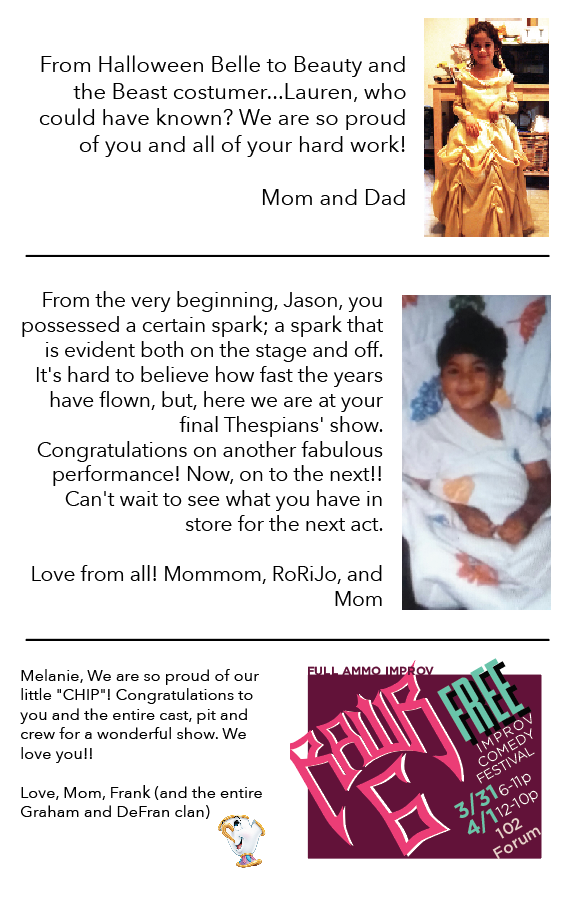 From Halloween Belle to Beauty and
the Beast costumer...Lauren, who
could have known? We are so proud
of you and all of your hard work!
Mom and Dad
From the very beginning, Jason, you
possessed a certain spark; a spark that
is evident both on the stage and off.
It's hard to believe how fast the years
have flown, but, here we are at your
final Thespians' show.
Congratulations on another fabulous
performance! Now, on to the next!!
Can't wait to see what you have in
store for the next act.
Love from all! Mommom, RoRiJo, and
Mom
Melanie, We are so proud of our
little "CHIP"! Congratulations to
you and the entire cast, pit and
crew for a wonderful show. We
love you!!
Love, Mom, Frank (and the entire
Graham and DeFran clan)
FULL AMMO IMPROV
RAWR
6
FREE
IMPROV
COMEDY
FESTIVAL
3/31 6-11p
4/1 12-10p
102
Forum